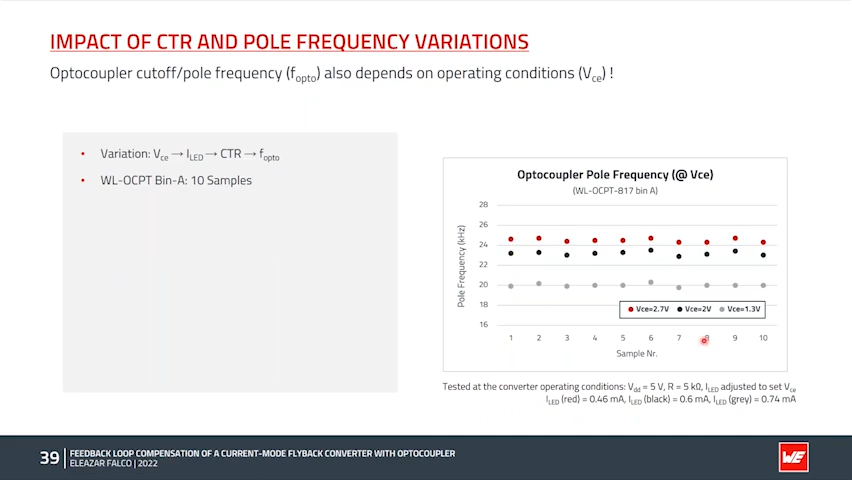 IMPACT OF CTR AND POLE FREQUENCY VARIATIONS
Optocoupler cutoff/pole frequency (fopto) also depends on operating conditions (Vce) !
• Variation: Vce → ILED → CTR → fopto
• WL-OCPT Bin-A: 10 Samples
Optocoupler Pole Frequency (@ Vce)
(WL-OCPT-817 bin A)
Pole Frequency (kHz)
28
26
24
22
20
18
16
Vce=2.7V Vce=2V Vce=1.3V
1 2 3 4 5 6 7 8 9 10
Sample Nr.
Tested at the converter operating conditions: Vdd = 5 V, R = 5 kΩ, ILED adjusted to set Vce
ILED (red) = 0.46 mA, ILED (black) = 0.6 mA, ILED (grey) = 0.74 mA
39
FEEDBACK LOOP COMPENSATION OF A CURRENT-MODE FLYBACK CONVERTER WITH OPTOCOUPLER
ELEAZAR FALCO | 2022
WE